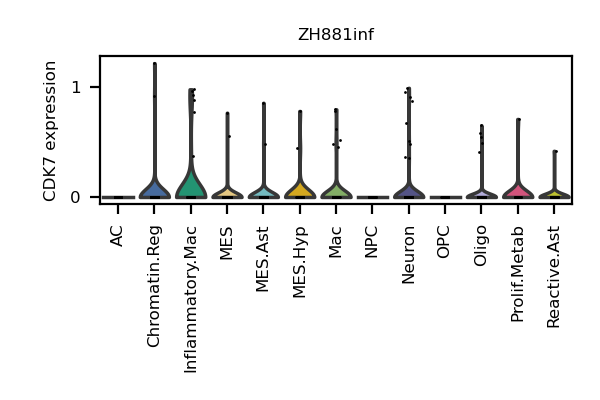 ZH881inf
CDK7 expression
1
0
AC
Chromatin.Reg
Inflammatory.Mac
MES
MES.Ast
MES.Hyp
Mac
NPC
Neuron
OPC
Oligo
Prolif.Metab
Reactive.Ast